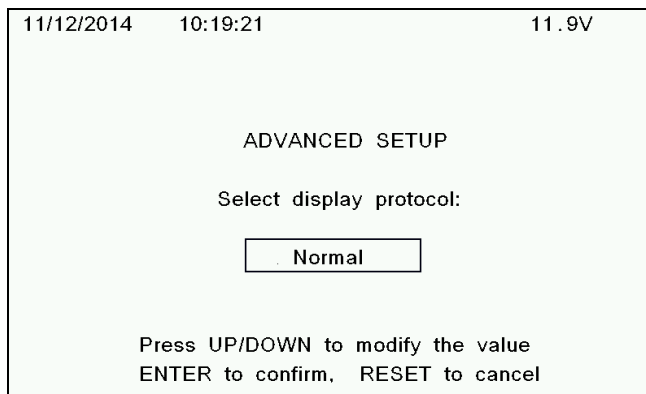 11/12/2014 10:19:21 11.9V
ADVANCED SETUP
Select display protocol:
Normal
Press UP/DOWN to modify the value
ENTER to confirm, RESET to cancel